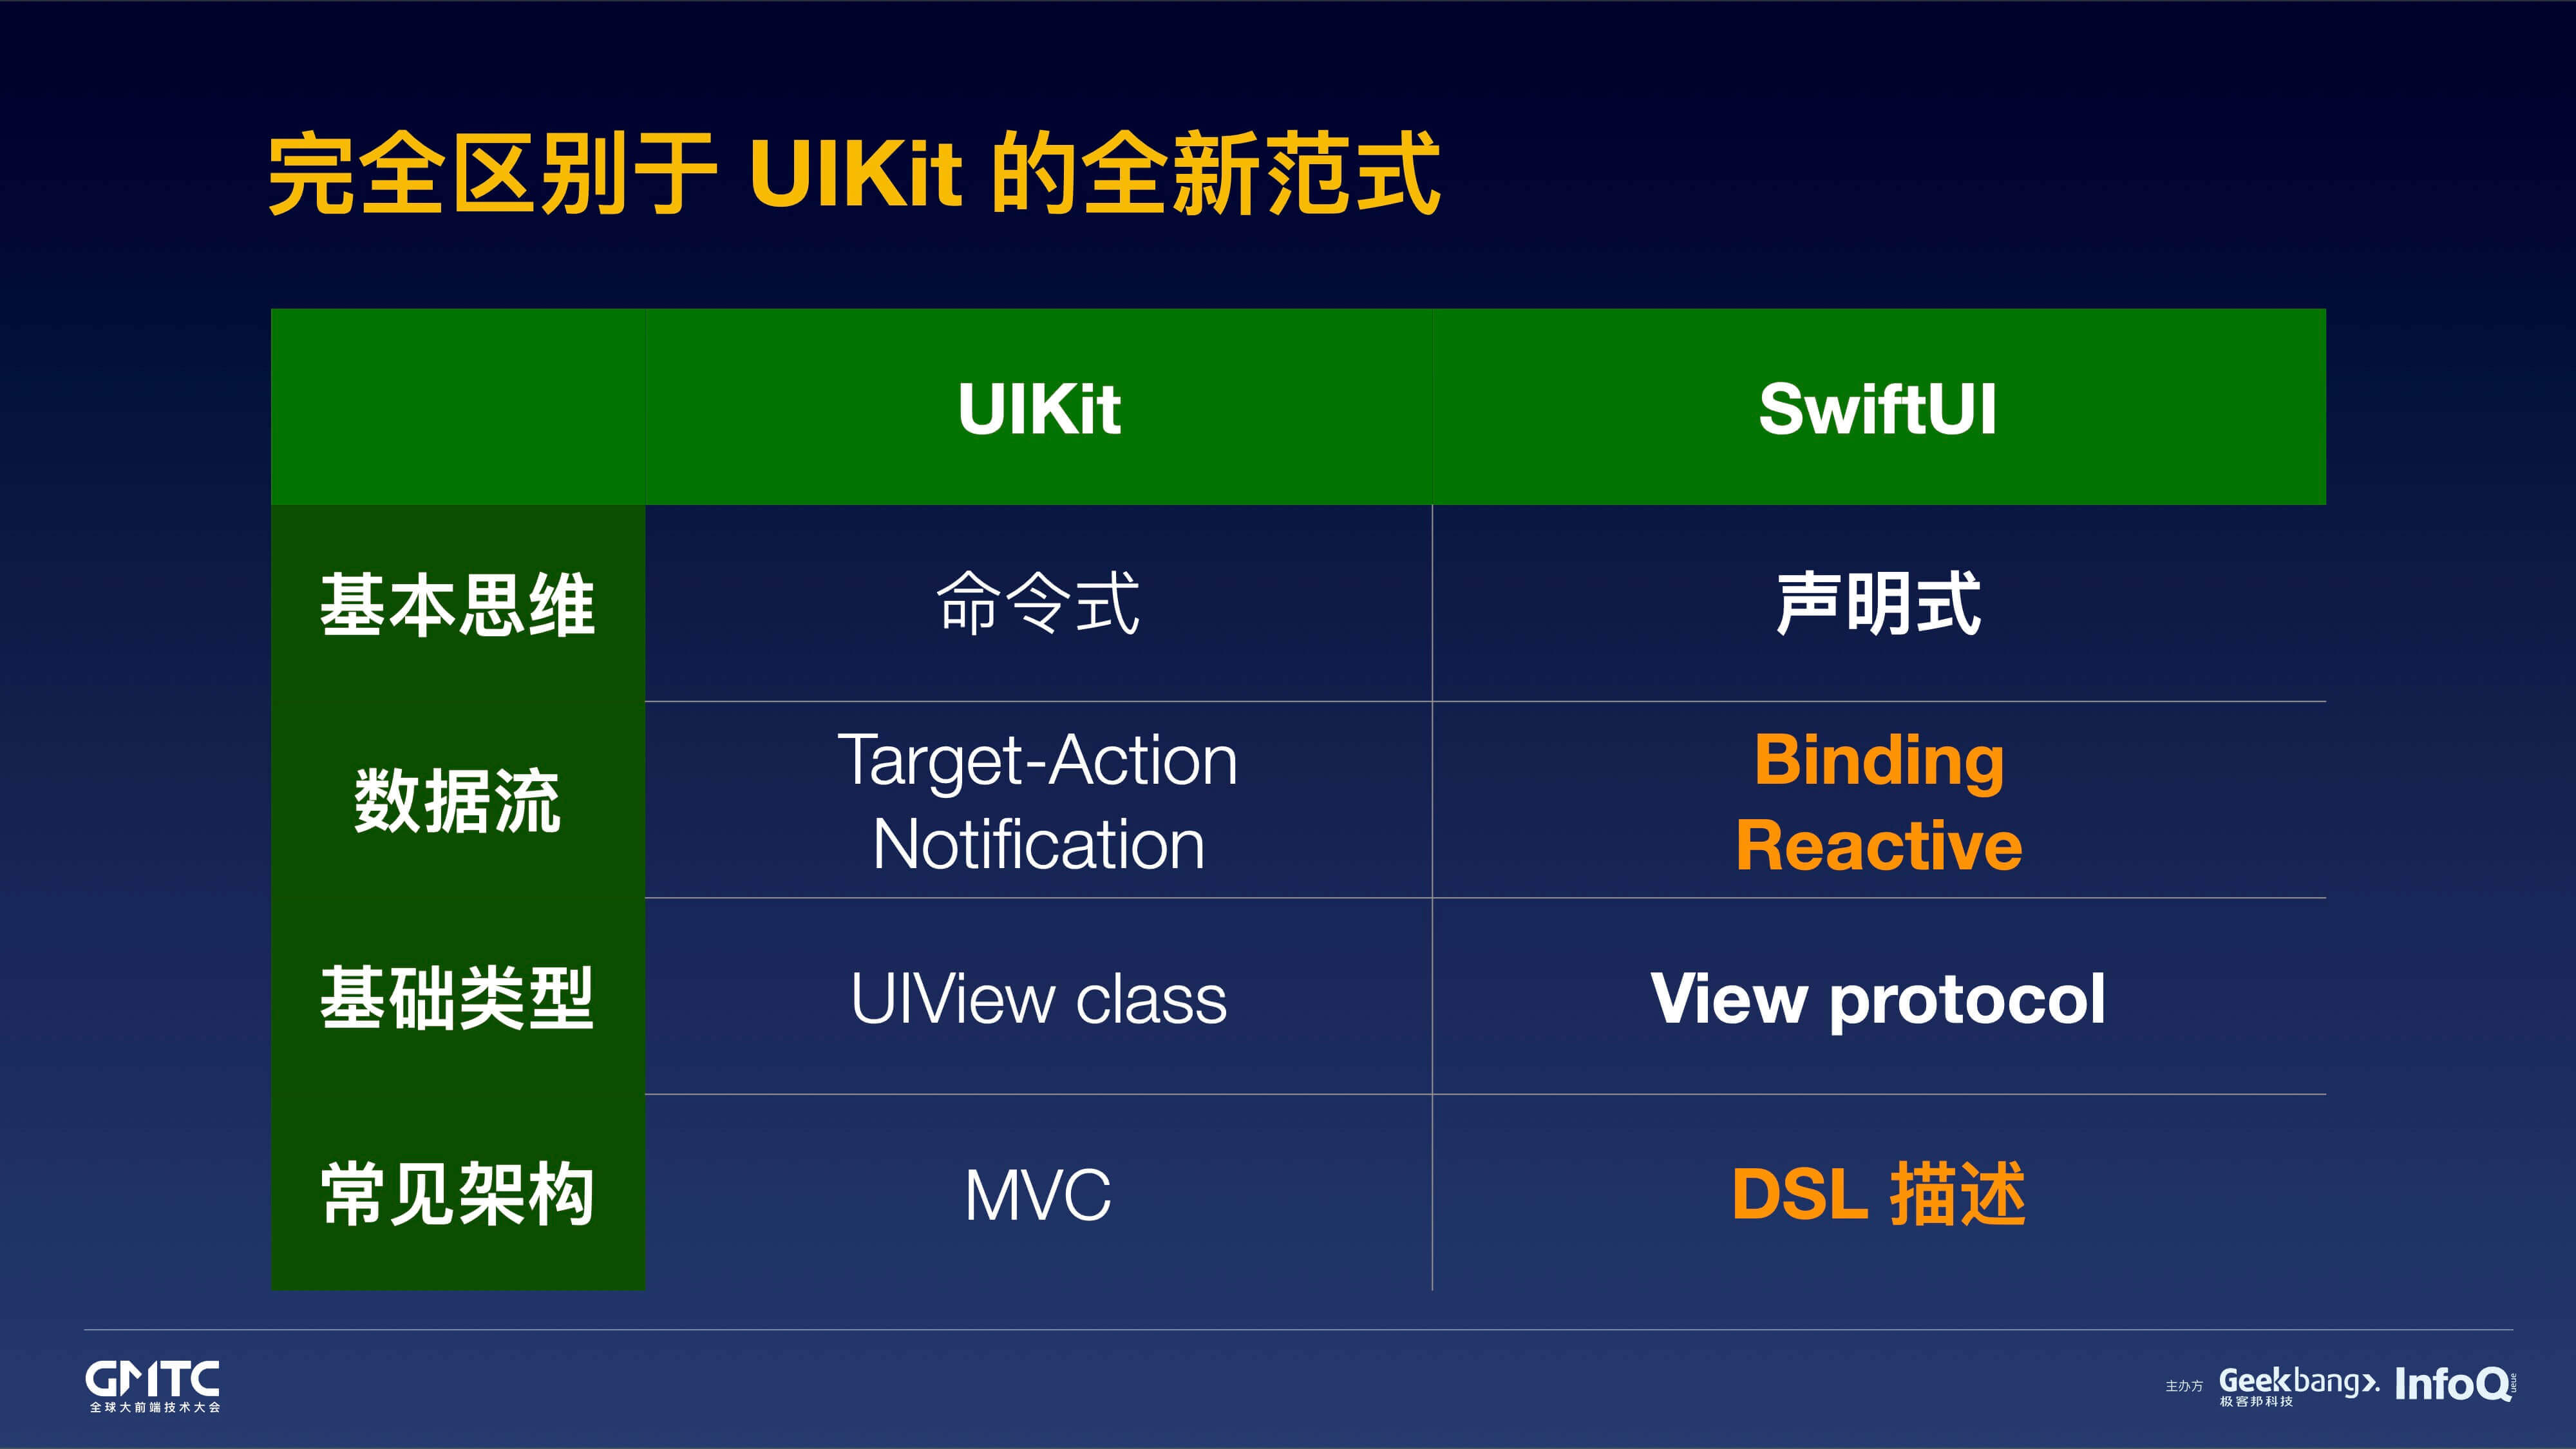 完全区别于 UIKit 的全新范式
UIKit
SwiftUI
基本思维
命令式
声明式
数据流
Target-Action
Notification
Binding
Reactive
基础类型
UIView class
View protocol
常见架构
MVC
DSL 描述
GMTC
全球大前端技术大会
主办方
Geekbang>.
极客邦科技
InfoQ
ueue